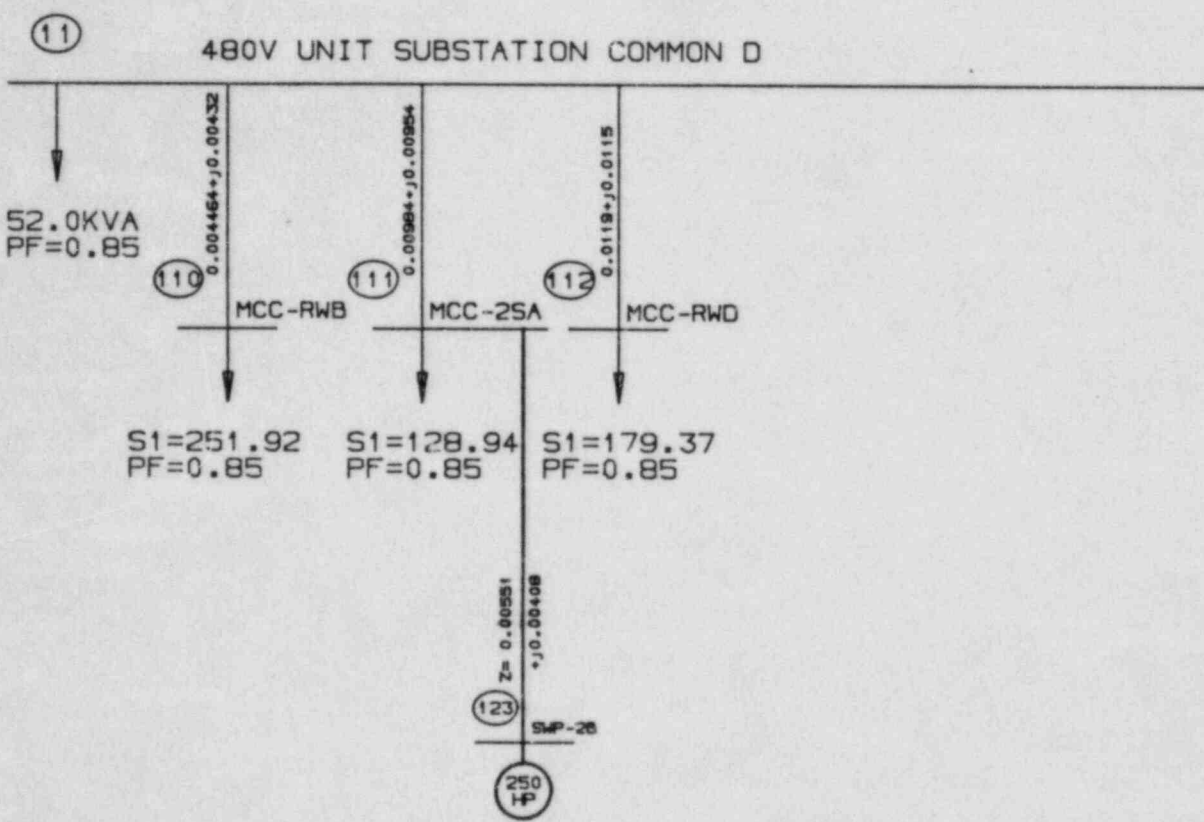 11
480V UNIT SUBSTATION COMMON D
52.0KVA
PF=0.85
0.004464+j0.00432
110
MCC-RWB
S1=251.92
PF=0.85
0.00984+j0.00954
111
MCC-2SA
S1=128.94
PF=0.85
0.0119+j0.0115
112
MCC-RWD
S1=179.37
PF=0.85
Z= 0.00551
+j0.00408
123
SWP-2B
250
HP